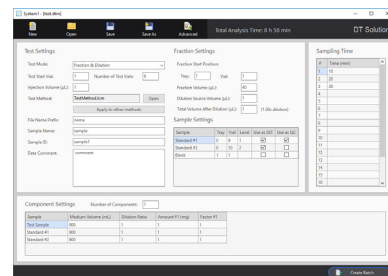 System1 - [test.dtm]
New Open Save Save As Advanced Total Analysis Time: 8 h 58 min DT Solution
Test Settings
Test Mode: Fraction & Dilution
Test Start Vial: 1 Number of Test Vials: 6
Injection Volume (µL): 1
Test Method: TestMethod.lcm Open
Apply to other methods
File Name Prefix: name
Sample Name: sample
Sample ID: sample1
Data Comment: comment
Fraction Settings
Fraction Start Position
Tray: 1 Vial: 1
Fraction Volume (µL): 40
Dilution Source Volume (µL): 1
Total Volume After Dilution (µL): 1 (1.00x dilution)
Sample Settings
Sample Tray Vial Level Use as SST Use as QC
Standard #1 0 9 1
Standard #2 0 10 2
Blank 1 1
Sampling Time
# Time (min)
1 10
2 20
3 30
4
5
6
7
8
9
10
11
12
13
14
15
16
Component Settings Number of Components: 1
Sample Medium Volume (mL) Dilution Ratio Amount #1 (mg) Factor #1
Test Sample 900 1 1 1
Standard #1 900 1 1 1
Standard #2 900 1 1 1
Create Batch